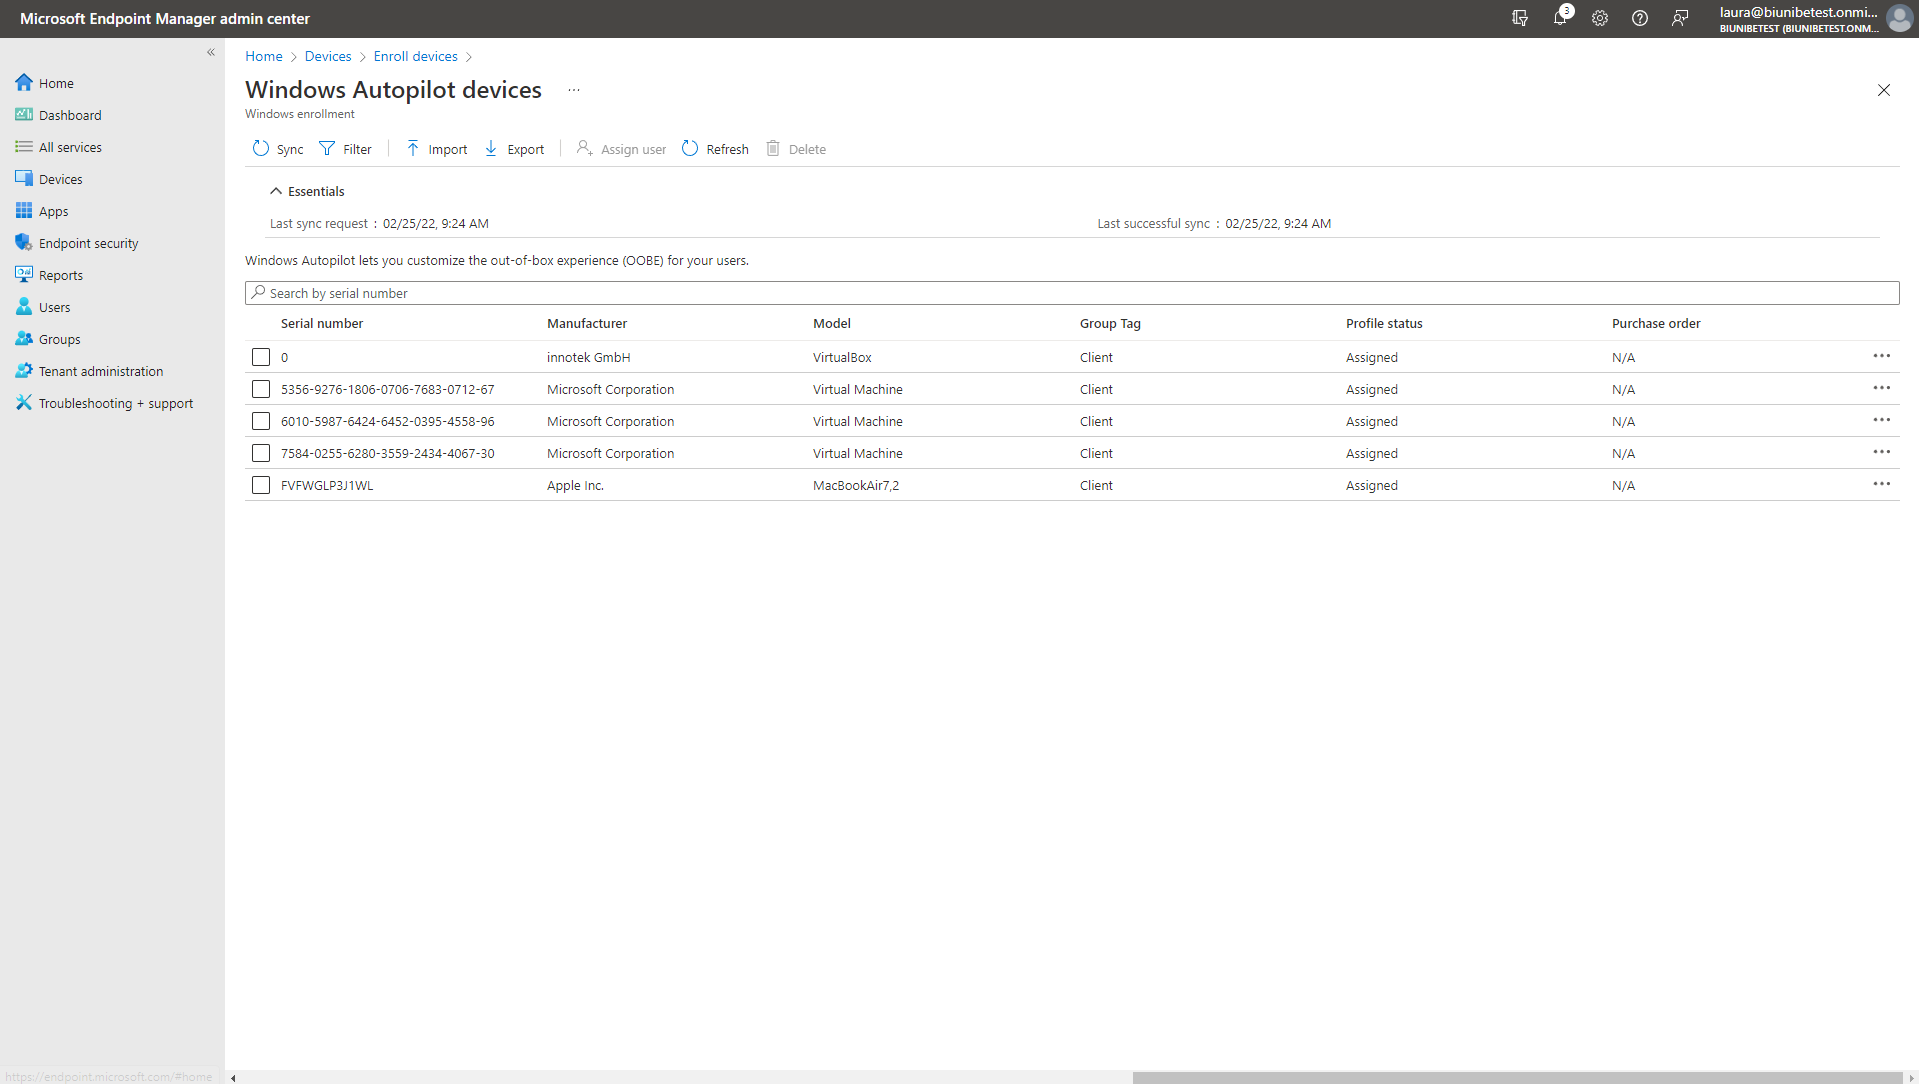 Microsoft Endpoint Manager admin center
3
laura@biunibetest.onmi...
BIUNIBETEST (BIUNIBETEST.ONM...
«
Home
Dashboard
All services
Devices
Apps
Endpoint security
Reports
Users
Groups
Tenant administration
Troubleshooting + support
Home > Devices > Enroll devices >
Windows Autopilot devices ...
Windows enrollment
Sync Filter Import Export Assign user Refresh Delete
Essentials
Last sync request : 02/25/22, 9:24 AM Last successful sync : 02/25/22, 9:24 AM
Windows Autopilot lets you customize the out-of-box experience (OOBE) for your users.
Search by serial number
Serial number Manufacturer Model Group Tag Profile status Purchase order
0 innotek GmbH VirtualBox Client Assigned N/A
5356-9276-1806-0706-7683-0712-67 Microsoft Corporation Virtual Machine Client Assigned N/A
6010-5987-6424-6452-0395-4558-96 Microsoft Corporation Virtual Machine Client Assigned N/A
7584-0255-6280-3559-2434-4067-30 Microsoft Corporation Virtual Machine Client Assigned N/A
FVFWGLP3J1WL Apple Inc. MacBookAir7,2 Client Assigned N/A
https://endpoint.microsoft.com/#home